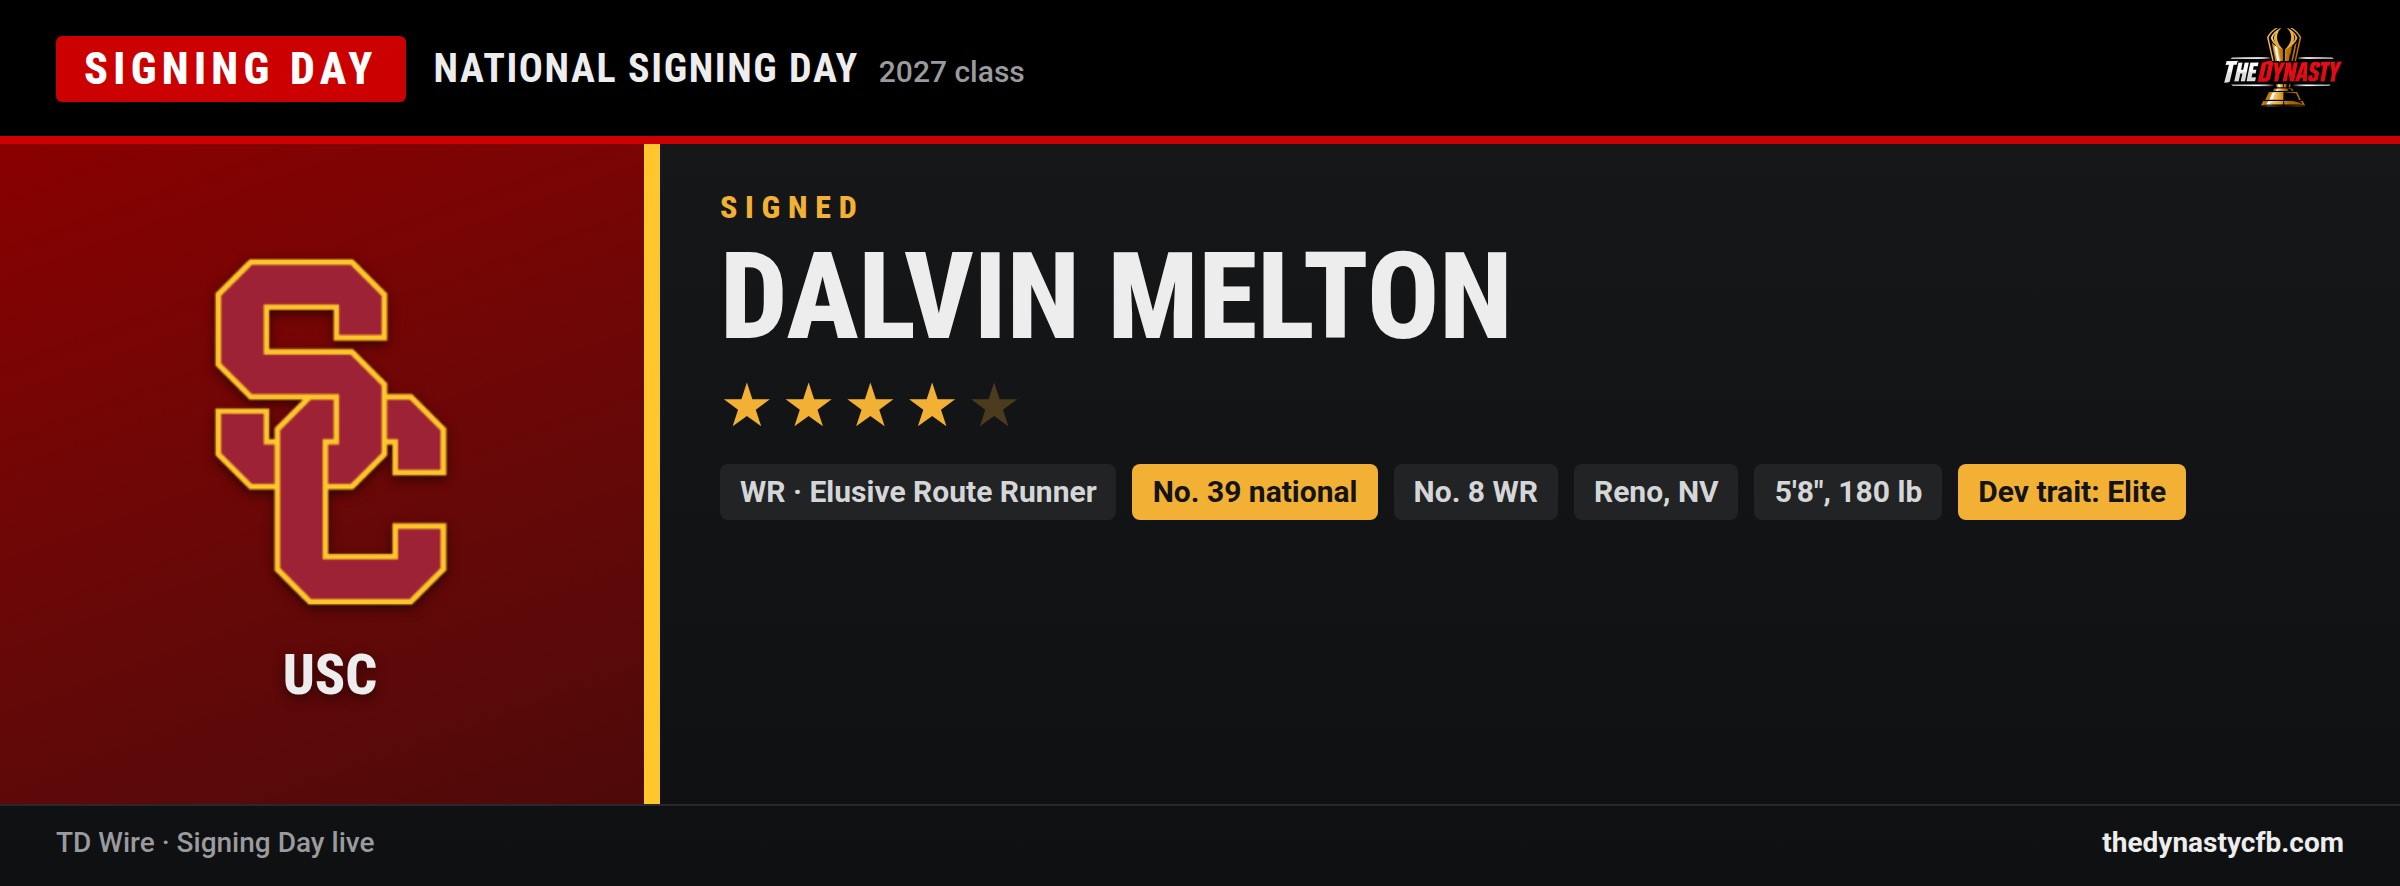 SIGNING DAY NATIONAL SIGNING DAY 2027 class
THE DYNASTY
SC
USC
SIGNED
DALVIN MELTON
WR · Elusive Route Runner No. 39 national No. 8 WR Reno, NV 5'8", 180 lb Dev trait: Elite
TD Wire · Signing Day live
thedynastycfb.com